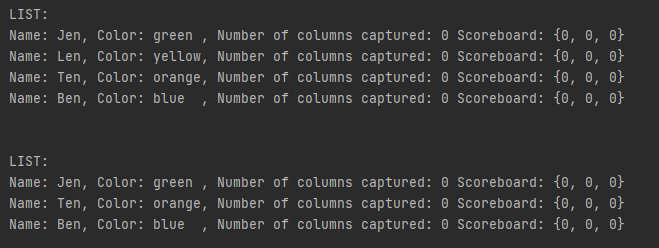 LIST:
Name: Jen, Color: green , Number of columns captured: 0 Scoreboard: {0, 0, 0}
Name: Len, Color: yellow, Number of columns captured: 0 Scoreboard: {0, 0, 0}
Name: Ten, Color: orange, Number of columns captured: 0 Scoreboard: {0, 0, 0}
Name: Ben, Color: blue  , Number of columns captured: 0 Scoreboard: {0, 0, 0}
LIST:
Name: Jen, Color: green , Number of columns captured: 0 Scoreboard: {0, 0, 0}
Name: Ten, Color: orange, Number of columns captured: 0 Scoreboard: {0, 0, 0}
Name: Ben, Color: blue  , Number of columns captured: 0 Scoreboard: {0, 0, 0}